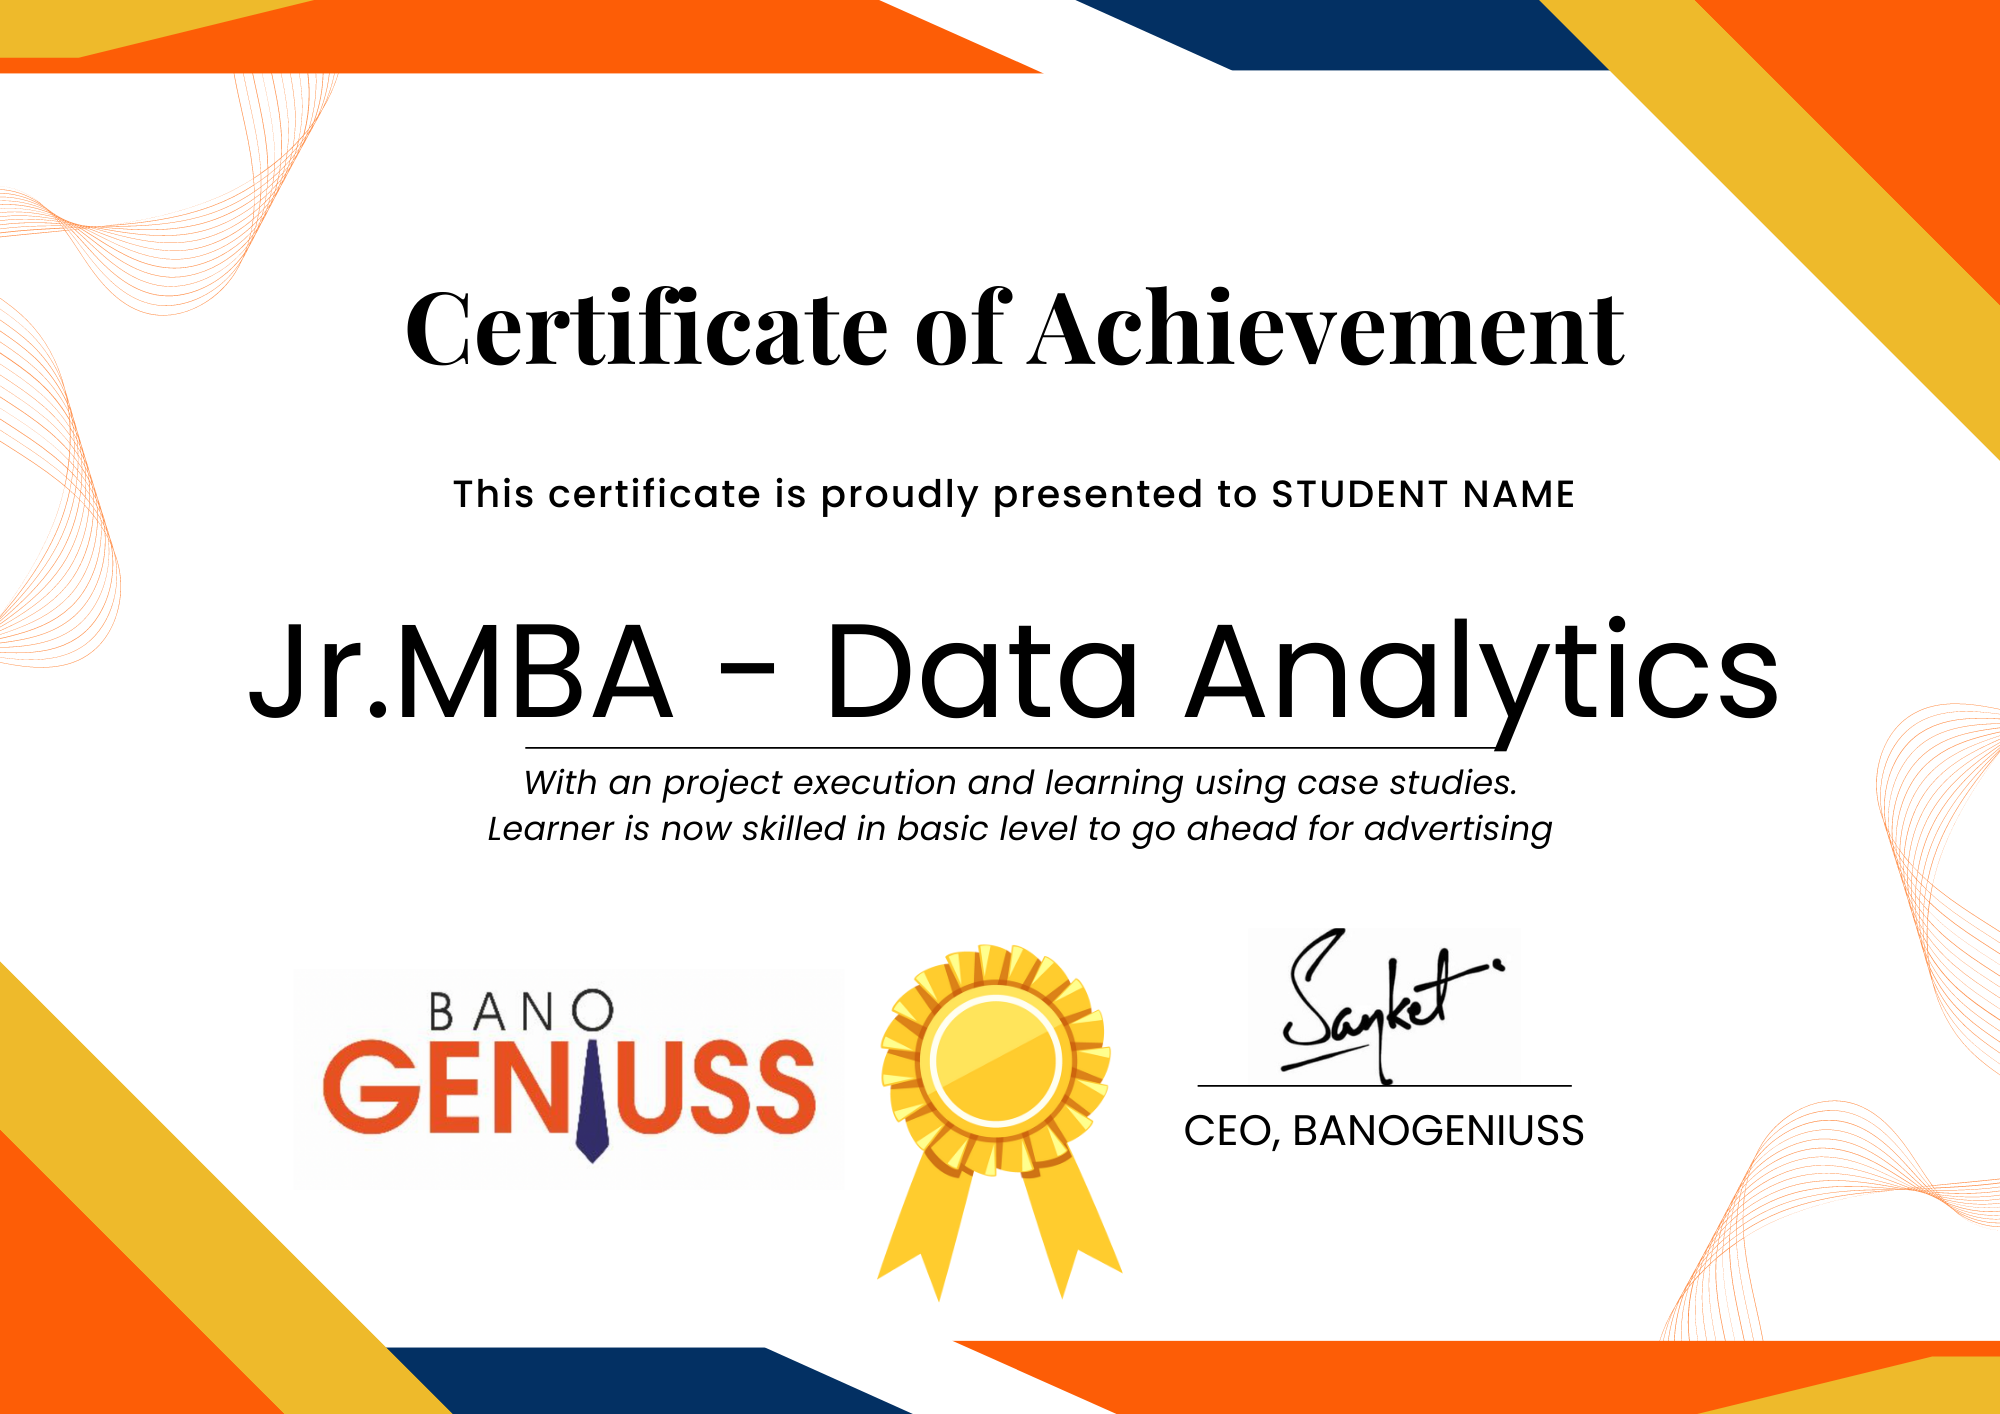 Certificate of Achievement
This certificate is proudly presented to STUDENT NAME
Jr.MBA - Data Analytics
With an project execution and learning using case studies.
Learner is now skilled in basic level to go ahead for advertising
BANO
GENIUSS
Sanket
CEO, BANOGENIUSS